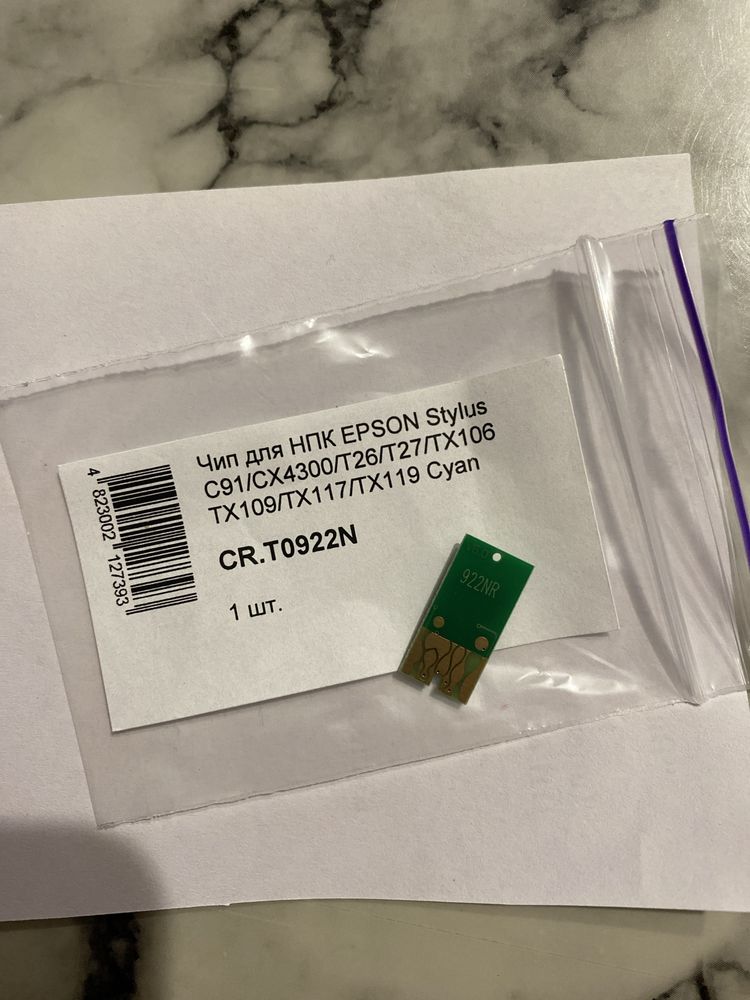 Чип для НПК EPSON Stylus
C91/CX4300/T26/T27/TX106
TX109/TX117/TX119 Cyan
CR.T0922N
1 шт.
4 823002 127393
922NR